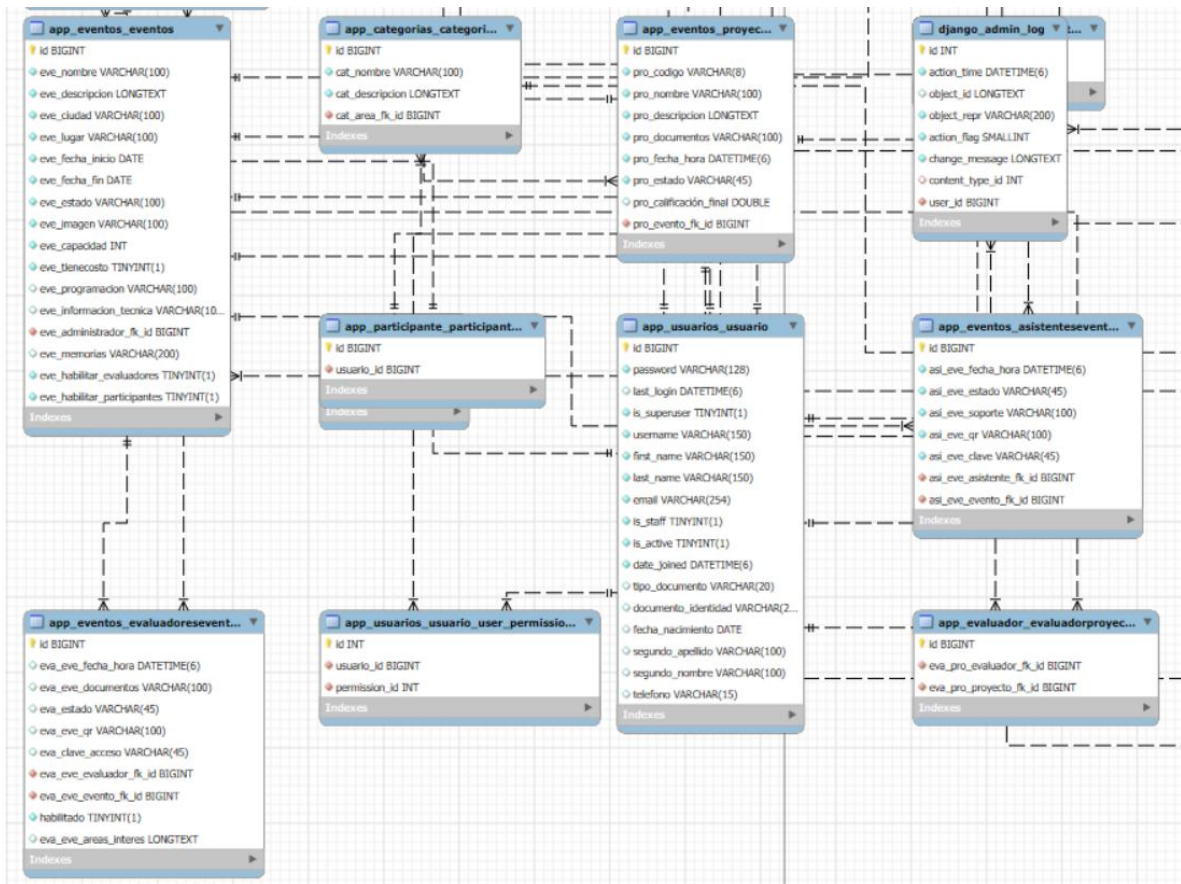 app_eventos_eventos
id BIGINT
eve_nombre VARCHAR(100)
eve_descripcion LONGTEXT
eve_ciudad VARCHAR(100)
eve_lugar VARCHAR(100)
eve_fecha_inicio DATE
eve_fecha_fin DATE
eve_estado VARCHAR(100)
eve_imagen VARCHAR(100)
eve_capacidad INT
eve_tienecosto TINYINT(1)
eve_programacion VARCHAR(100)
eve_informacion_tecnica VARCHAR(10...
eve_administrador_fk_id BIGINT
eve_memorias VARCHAR(200)
eve_habilitar_evaluadores TINYINT(1)
eve_habilitar_participantes TINYINT(1)
Indexes
app_categorias_categori...
id BIGINT
cat_nombre VARCHAR(100)
cat_descripcion LONGTEXT
cat_area_fk_id BIGINT
Indexes
app_eventos_proyec...
id BIGINT
pro_codigo VARCHAR(8)
pro_nombre VARCHAR(100)
pro_descripcion LONGTEXT
pro_documentos VARCHAR(100)
pro_fecha_hora DATETIME(6)
pro_estado VARCHAR(45)
pro_calificación_final DOUBLE
pro_evento_fk_id BIGINT
Indexes
django_admin_log
t...
id INT
action_time DATETIME(6)
object_id LONGTEXT
object_repr VARCHAR(200)
action_flag SMALLINT
change_message LONGTEXT
content_type_id INT
user_id BIGINT
Indexes
app_participante_participant...
id BIGINT
usuario_id BIGINT
Indexes
app_usuarios_usuario
id BIGINT
password VARCHAR(128)
last_login DATETIME(6)
is_superuser TINYINT(1)
username VARCHAR(150)
first_name VARCHAR(150)
last_name VARCHAR(150)
email VARCHAR(254)
is_staff TINYINT(1)
is_active TINYINT(1)
date_joined DATETIME(6)
tipo_documento VARCHAR(20)
documento_identidad VARCHAR(2...
fecha_nacimiento DATE
segundo_apellido VARCHAR(100)
segundo_nombre VARCHAR(100)
telefono VARCHAR(15)
Indexes
app_eventos_asistentesevent...
id BIGINT
asi_eve_fecha_hora DATETIME(6)
asi_eve_estado VARCHAR(45)
asi_eve_soporte VARCHAR(100)
asi_eve_qr VARCHAR(100)
asi_eve_clave VARCHAR(45)
asi_eve_asistente_fk_id BIGINT
asi_eve_evento_fk_id BIGINT
Indexes
app_eventos_evaluadoresevent...
id BIGINT
eva_eve_fecha_hora DATETIME(6)
eva_eve_documentos VARCHAR(100)
eva_estado VARCHAR(45)
eva_eve_qr VARCHAR(100)
eva_clave_acceso VARCHAR(45)
eva_eve_evaluador_fk_id BIGINT
eva_eve_evento_fk_id BIGINT
habilitado TINYINT(1)
eva_eve_areas_interes LONGTEXT
Indexes
app_usuarios_usuario_user_permissio...
id INT
usuario_id BIGINT
permission_id INT
Indexes
app_evaluador_evaluadorproyec...
id BIGINT
eva_pro_evaluador_fk_id BIGINT
eva_pro_proyecto_fk_id BIGINT
Indexes